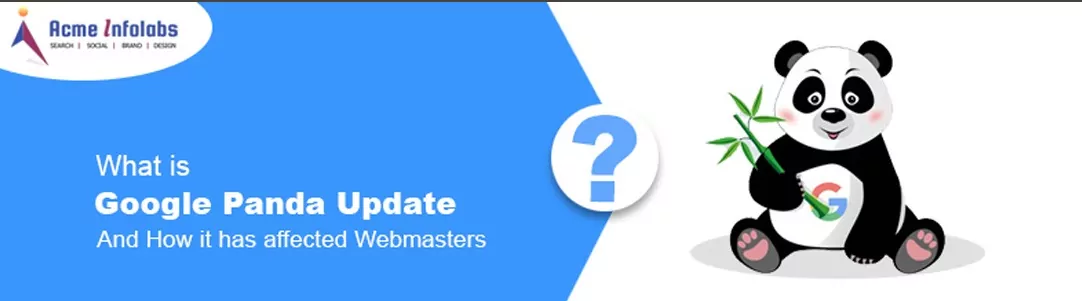 Acme Infolabs
SEARCH | SOCIAL | BRAND | DESIGN
What is
Google Panda Update
And How it has affected Webmasters
?
G